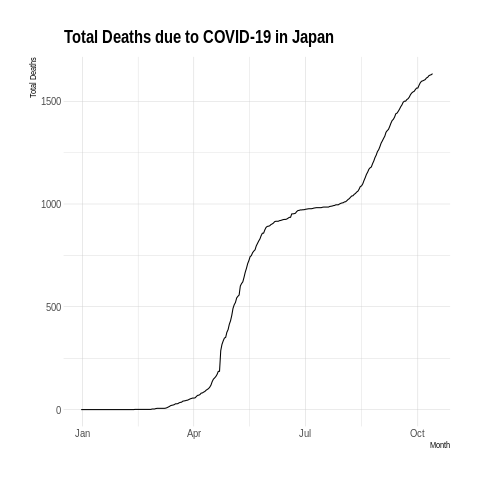 Total Deaths due to COVID-19 in Japan
Total Deaths
1500
1000
500
0
Jan Apr Jul Oct
Month